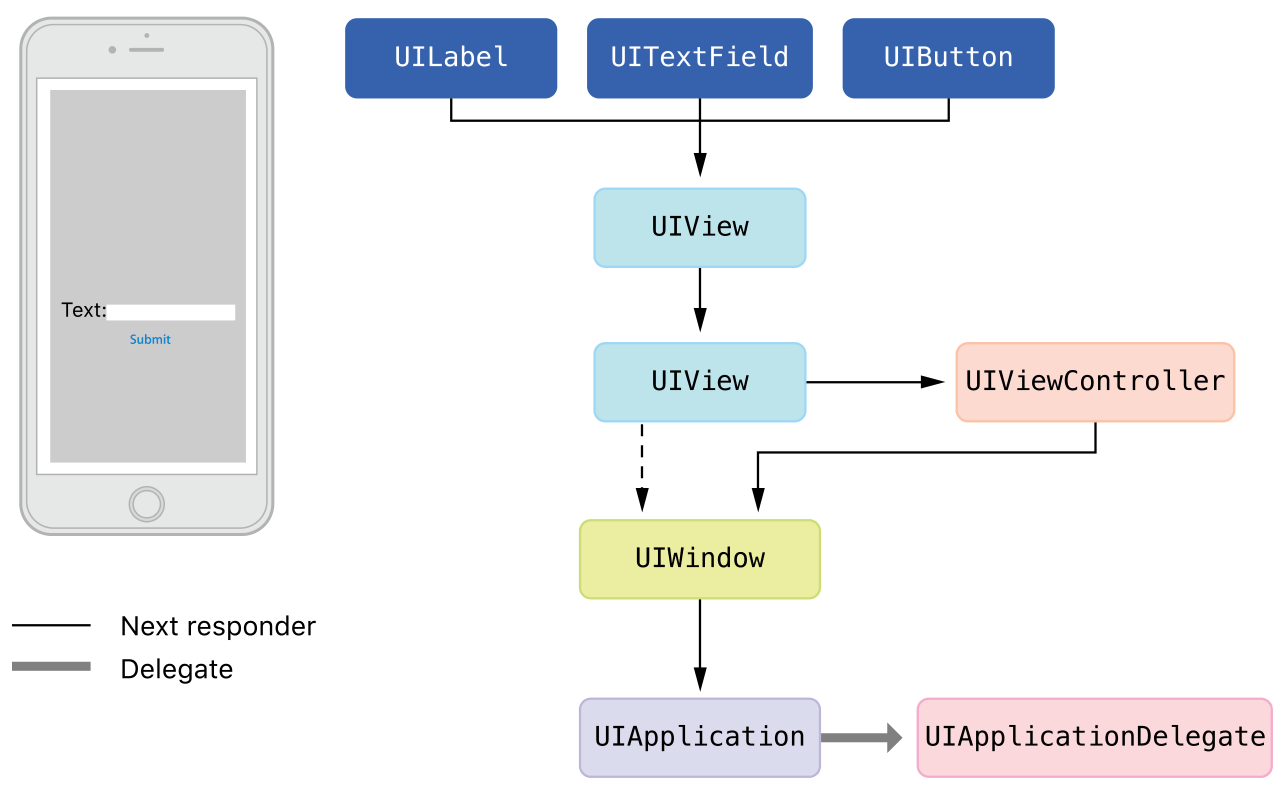 UILabel
UITextField
UIButton
UIView
UIView
UIViewController
UIWindow
UIApplication
UIApplicationDelegate
Text:
Submit
Next responder
Delegate